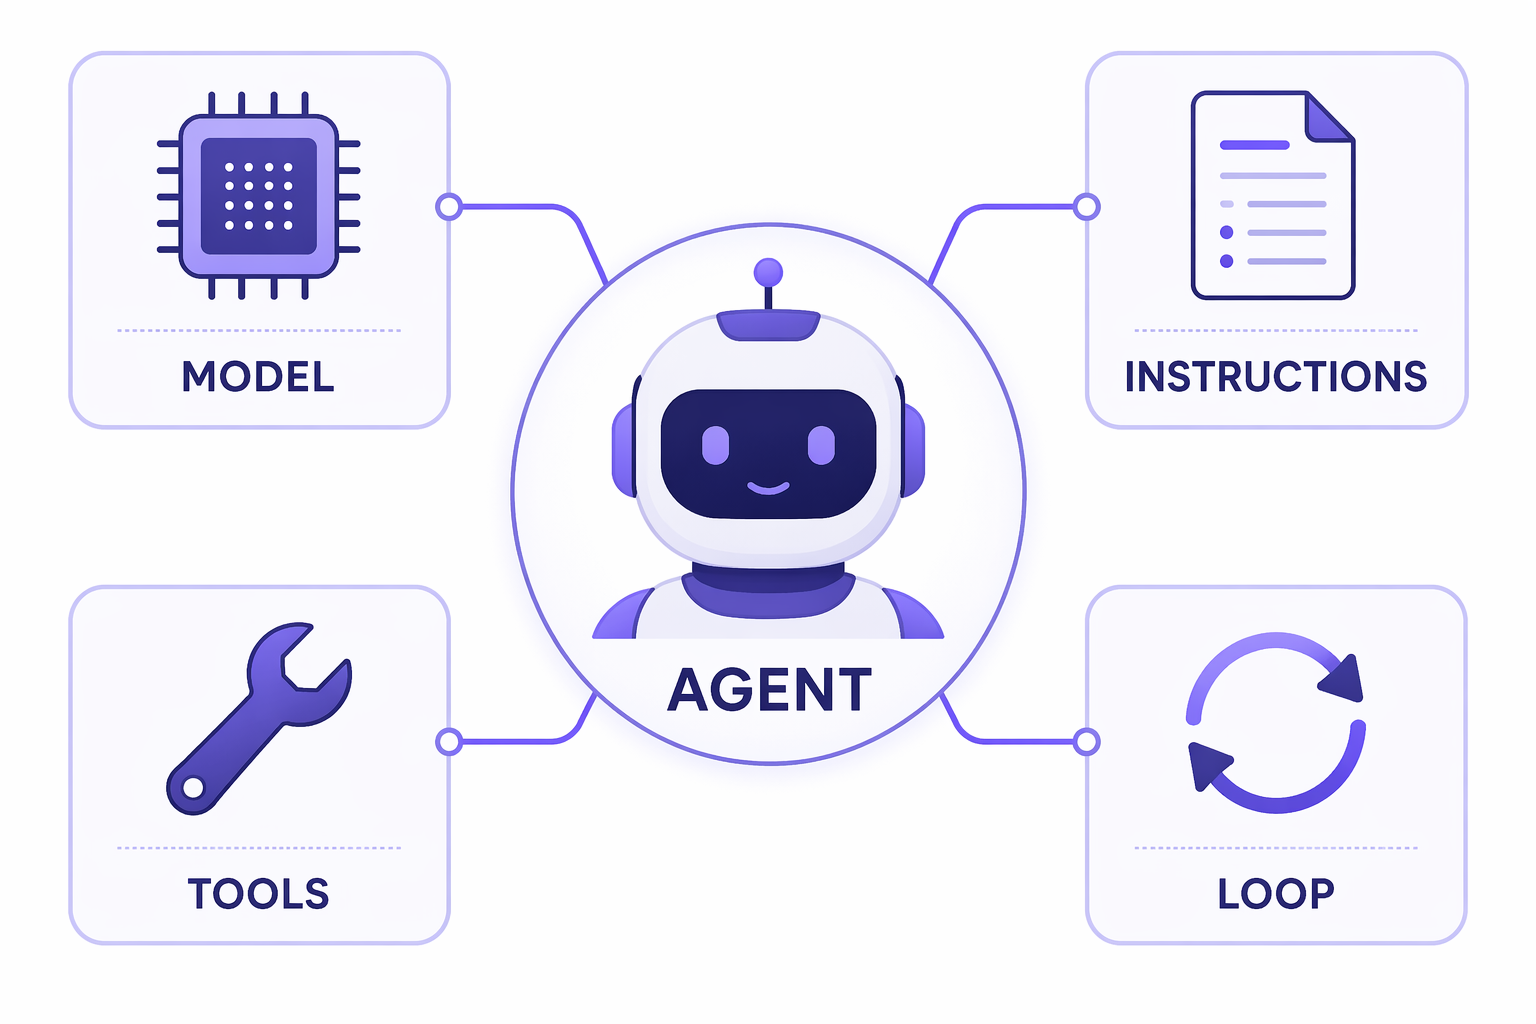 MODEL
INSTRUCTIONS
AGENT
TOOLS
LOOP